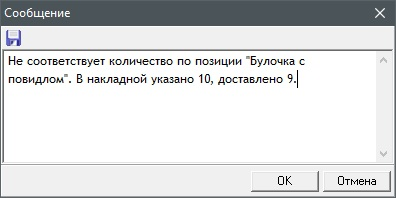 Сообщение
Не соответствует количество по позиции "Булочка с
повидлом". В накладной указано 10, доставлено 9.
OK
Отмена